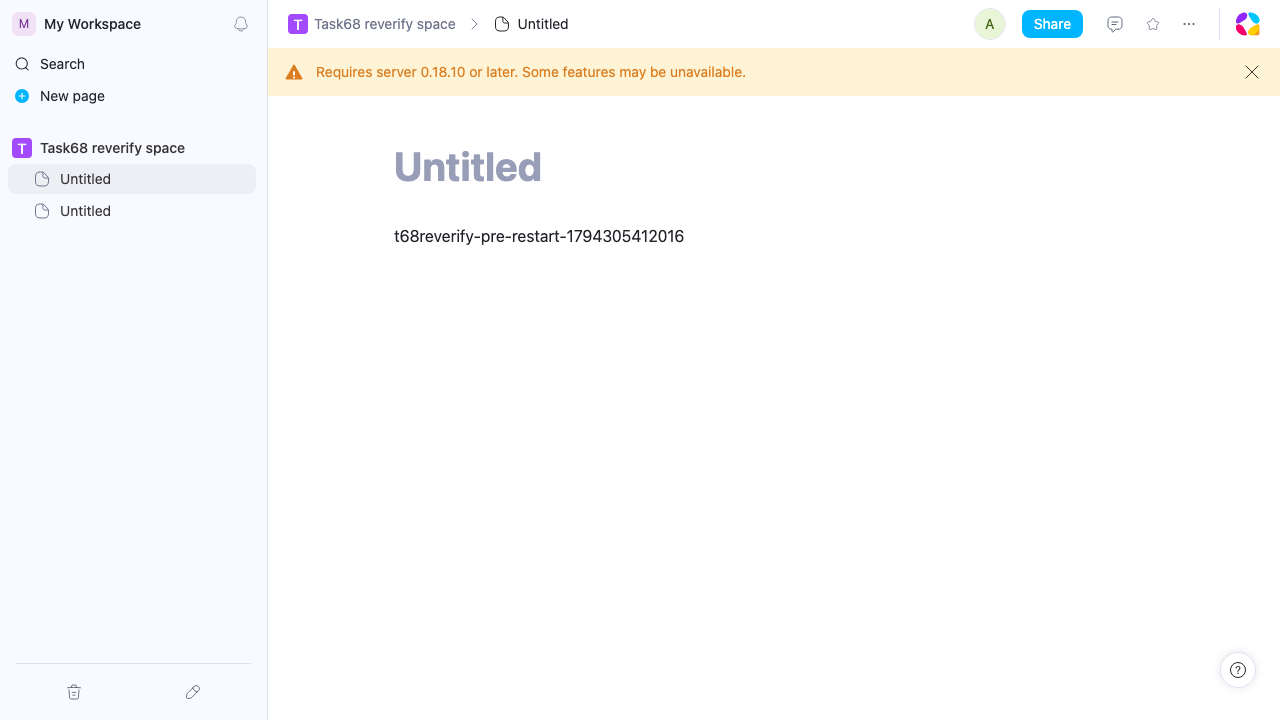 M My Workspace
Search
New page
T Task68 reverify space
Untitled
Untitled
T Task68 reverify space Untitled
A Share
Requires server 0.18.10 or later. Some features may be unavailable.
Untitled
t68reverify-pre-restart-1794305412016
?